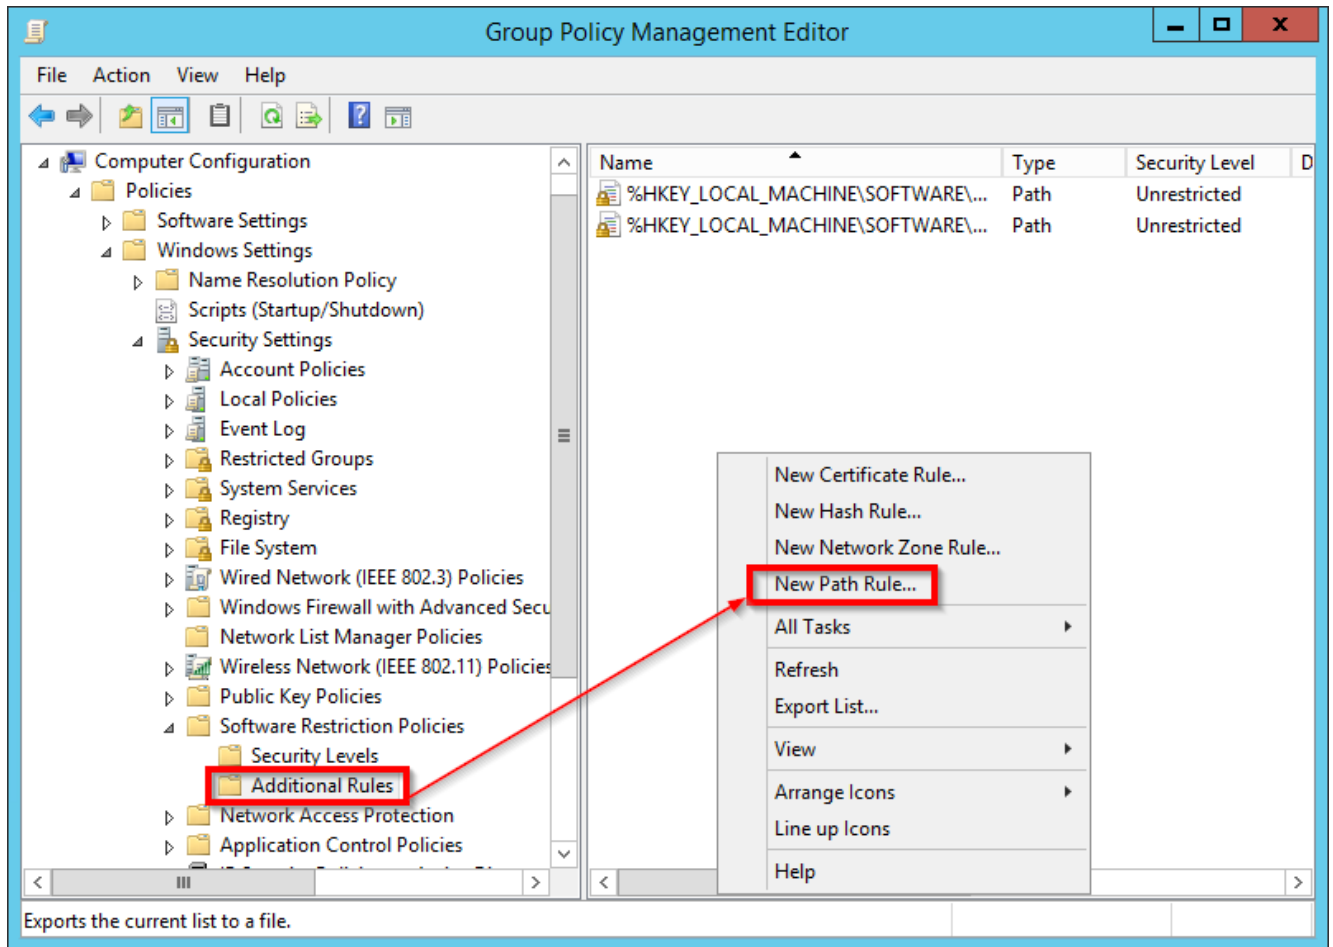 Group Policy Management Editor
File Action View Help
Computer Configuration
Policies
Software Settings
Windows Settings
Name Resolution Policy
Scripts (Startup/Shutdown)
Security Settings
Account Policies
Local Policies
Event Log
Restricted Groups
System Services
Registry
File System
Wired Network (IEEE 802.3) Policies
Windows Firewall with Advanced Secu
Network List Manager Policies
Wireless Network (IEEE 802.11) Policies
Public Key Policies
Software Restriction Policies
Security Levels
Additional Rules
Network Access Protection
Application Control Policies
Name Type Security Level D
%HKEY_LOCAL_MACHINE\SOFTWARE\... Path Unrestricted
%HKEY_LOCAL_MACHINE\SOFTWARE\... Path Unrestricted
New Certificate Rule...
New Hash Rule...
New Network Zone Rule...
New Path Rule...
All Tasks
Refresh
Export List...
View
Arrange Icons
Line up Icons
Help
Exports the current list to a file.